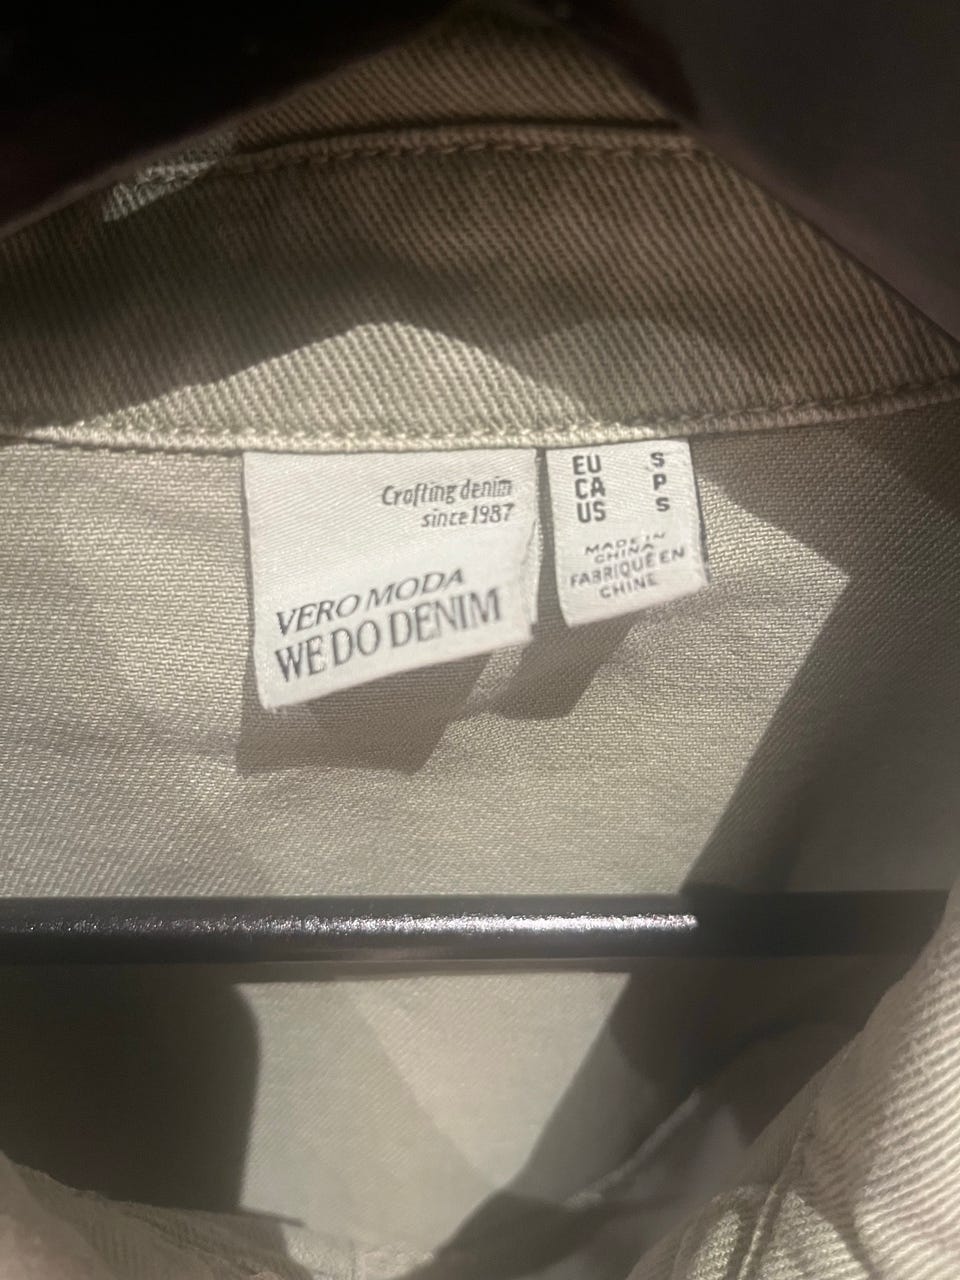 Crafting denim
since 1987
VERO MODA
WE DO DENIM
EU S
CA P
US S
MADE IN
CHINA
FABRIQUÉ EN
CHINE